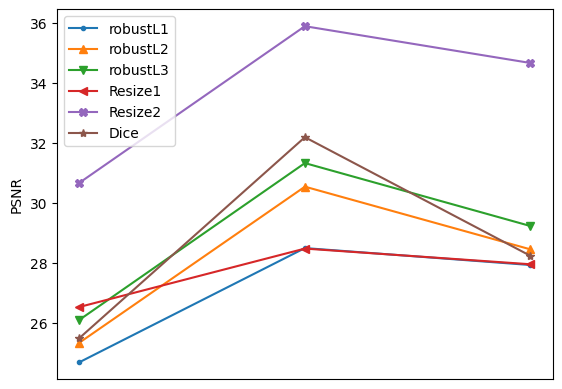 36
34
32
30
28
26
PSNR
robustL1
robustL2
robustL3
Resize1
Resize2
Dice